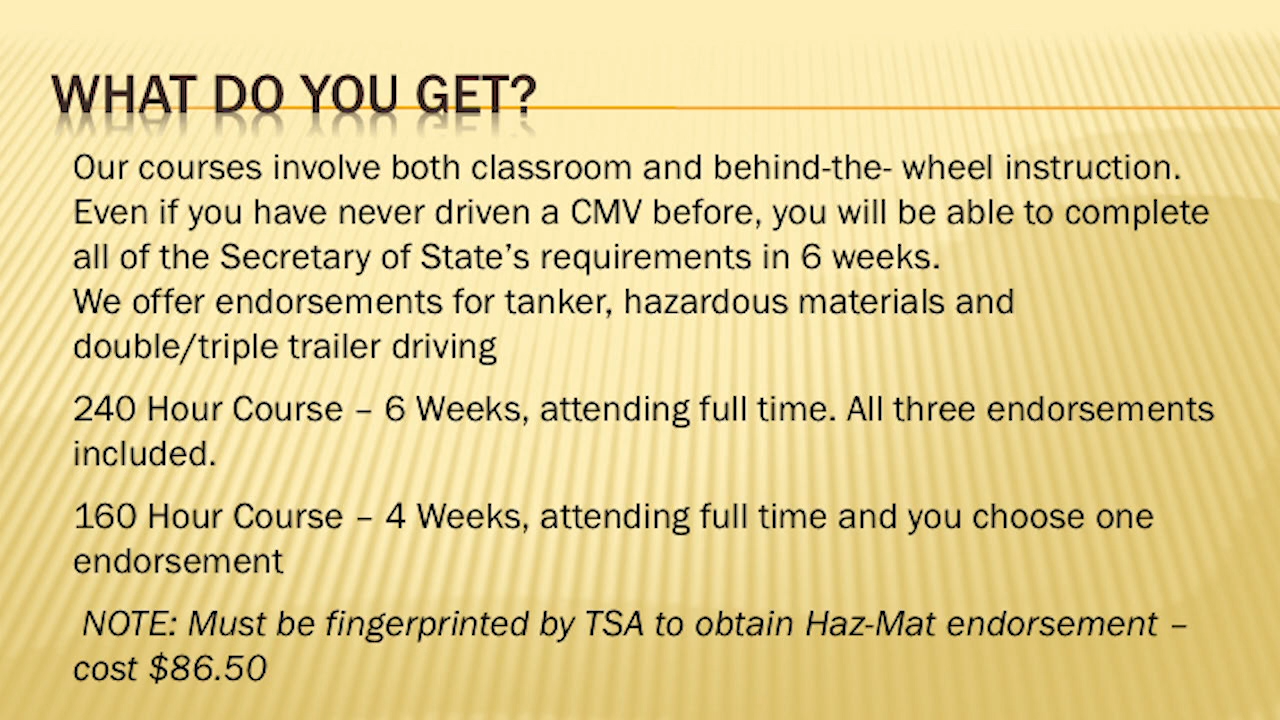 WHAT DO YOU GET?
Our courses involve both classroom and behind-the- wheel instruction.
Even if you have never driven a CMV before, you will be able to complete
all of the Secretary of State’s requirements in 6 weeks.
We offer endorsements for tanker, hazardous materials and
double/triple trailer driving
240 Hour Course – 6 Weeks, attending full time. All three endorsements
included.
160 Hour Course – 4 Weeks, attending full time and you choose one
endorsement
NOTE: Must be fingerprinted by TSA to obtain Haz-Mat endorsement –
cost $86.50